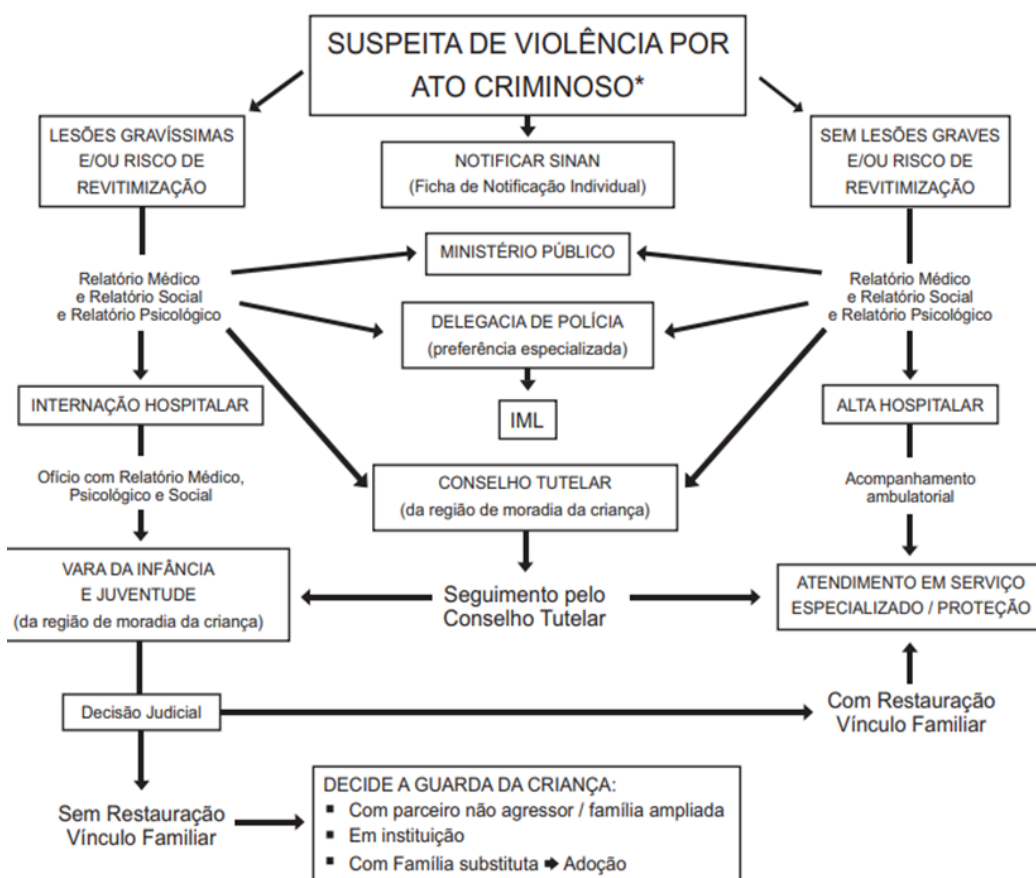 SUSPEITA DE VIOLÊNCIA POR
ATO CRIMINOSO*
LESÕES GRAVÍSSIMAS
E/OU RISCO DE
REVITIMIZAÇÃO
NOTIFICAR SINAN
(Ficha de Notificação Individual)
SEM LESÕES GRAVES
E/OU RISCO DE
REVITIMIZAÇÃO
MINISTÉRIO PÚBLICO
Relatório Médico
e Relatório Social
e Relatório Psicológico
Relatório Médico
e Relatório Social
e Relatório Psicológico
DELEGACIA DE POLÍCIA
(preferência especializada)
INTERNAÇÃO HOSPITALAR
IML
ALTA HOSPITALAR
Ofício com Relatório Médico,
Psicológico e Social
CONSELHO TUTELAR
(da região de moradia da criança)
Acompanhamento
ambulatorial
VARA DA INFÂNCIA
E JUVENTUDE
(da região de moradia da criança)
Seguimento pelo
Conselho Tutelar
ATENDIMENTO EM SERVIÇO
ESPECIALIZADO / PROTEÇÃO
Decisão Judicial
Com Restauração
Vínculo Familiar
Sem Restauração
Vínculo Familiar
DECIDE A GUARDA DA CRIANÇA:
▪ Com parceiro não agressor / família ampliada
▪ Em instituição
▪ Com Família substituta 🡆 Adoção